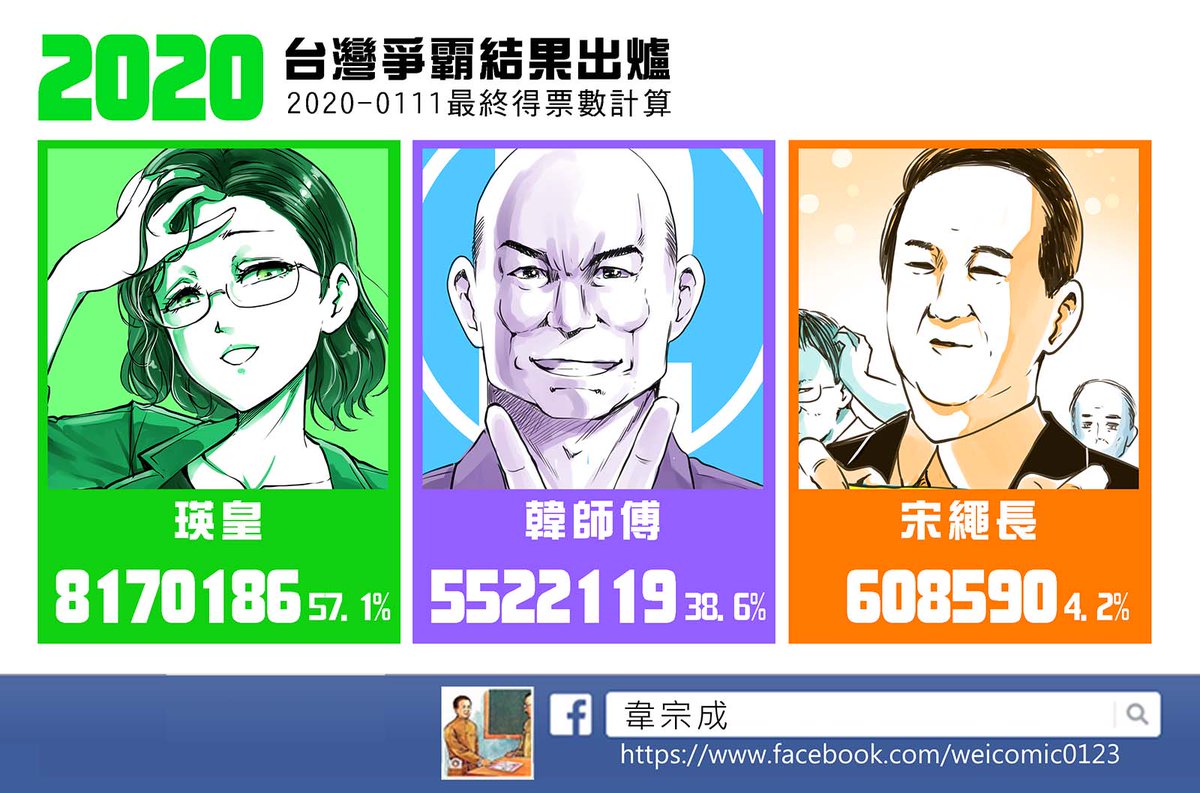 2020
台灣爭霸結果出爐
2020-0111最終得票數計算
瑛皇
8170186 57.1%
韓師傅
5522119 38.6%
宋繩長
608590 4.2%
f
韋宗成
https://www.facebook.com/weicomic0123